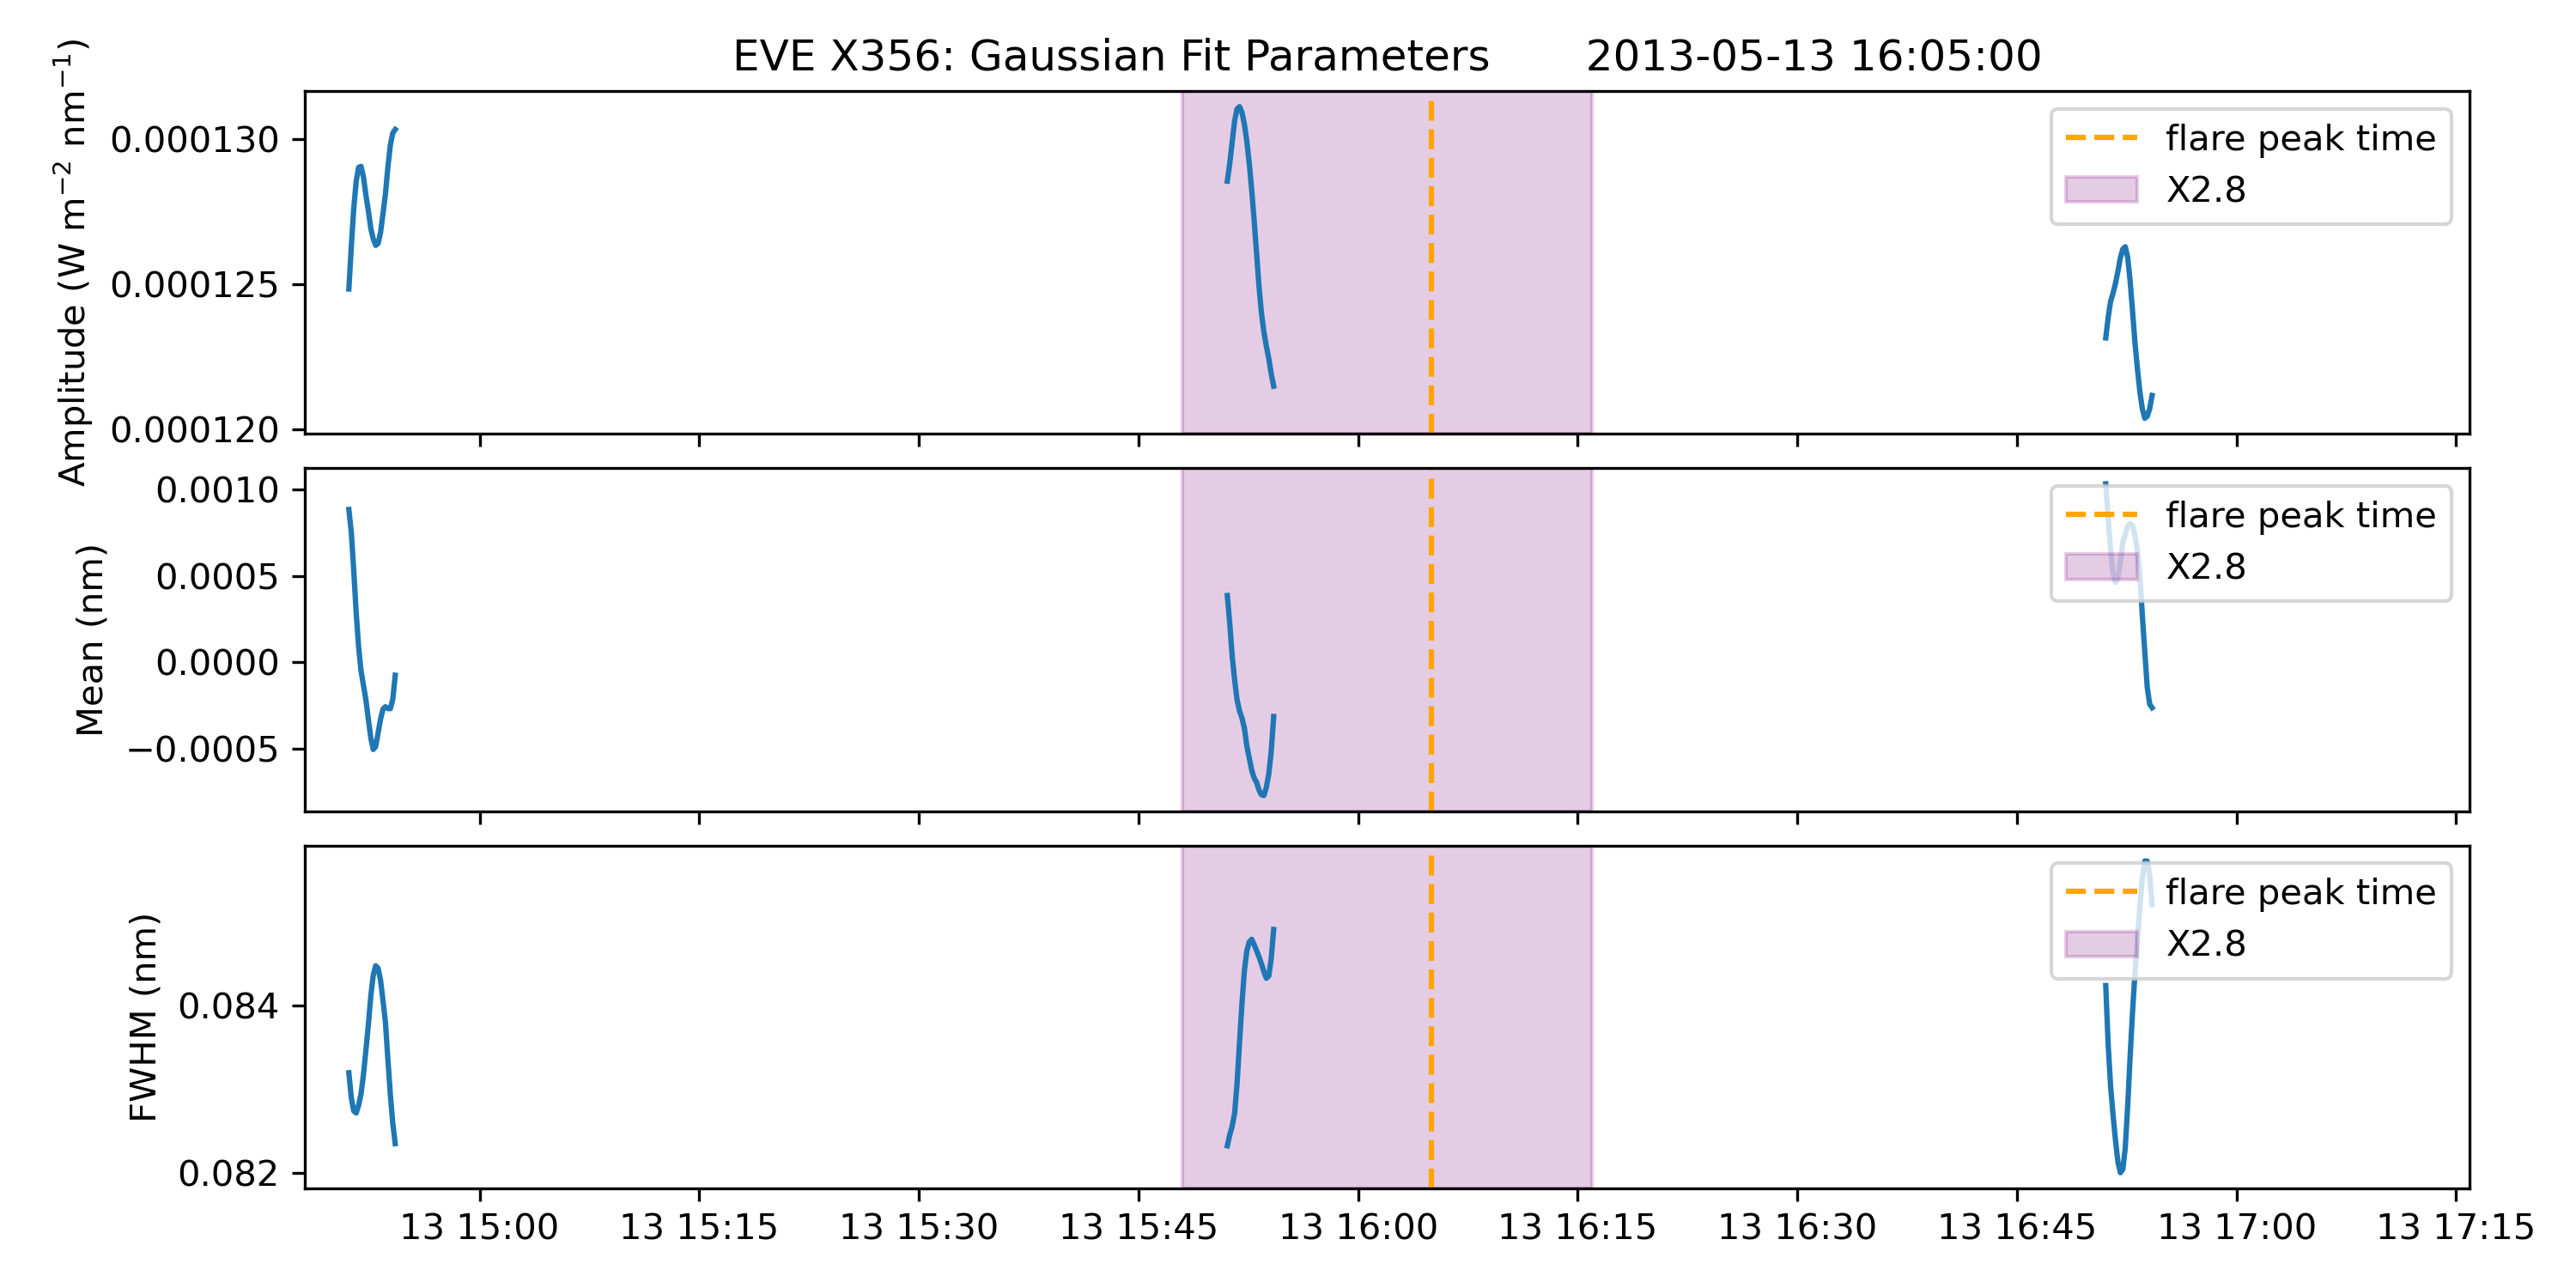 EVE X356: Gaussian Fit Parameters 2013-05-13 16:05:00
Amplitude (W m⁻² nm⁻¹)
0.000130
0.000125
0.000120
flare peak time
X2.8
Mean (nm)
0.0010
0.0005
0.0000
−0.0005
flare peak time
X2.8
FWHM (nm)
0.084
0.082
flare peak time
X2.8
13 15:00 13 15:15 13 15:30 13 15:45 13 16:00 13 16:15 13 16:30 13 16:45 13 17:00 13 17:15